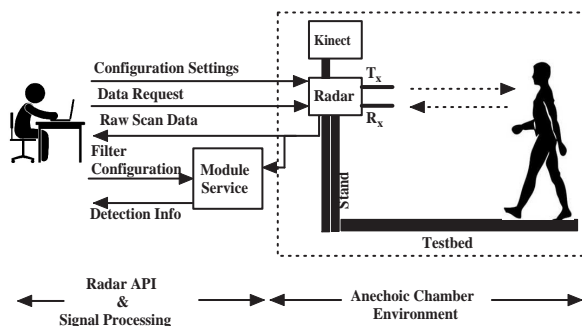 Kinect
Configuration Settings
Tx
Data Request
Radar
Raw Scan Data
Rx
Filter
Configuration
Module
Service
Stand
Detection Info
Testbed
Radar API
&
Signal Processing
Anechoic Chamber
Environment